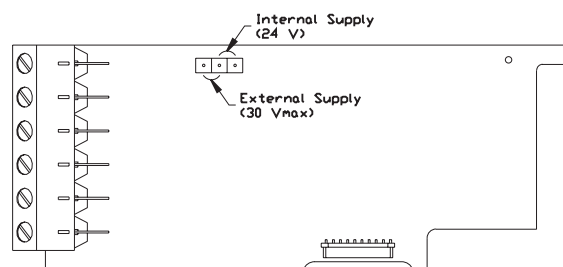 Internal Supply
(24 V)
External Supply
(30 Vmax)